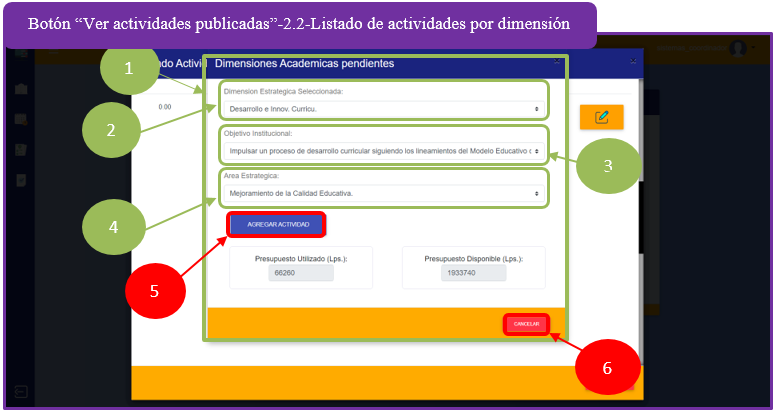 Botón “Ver actividades publicadas”-2.2-Listado de actividades por dimensión
ado Activid
Dimensiones Academicas pendientes
×
×
1
Dimension Estrategica Seleccionada:
0.00
Desarrollo e Innov. Curricu.
2
Objetivo Institucional:
Impulsar un proceso de desarrollo curricular siguiendo los lineamientos del Modelo Educativo d
3
Area Estrategica:
Mejoramiento de la Calidad Educativa.
4
AGREGAR ACTIVIDAD
Presupuesto Utilizado (Lps.):
Presupuesto Disponible (Lps.):
66260
1933740
5
CANCELAR
6